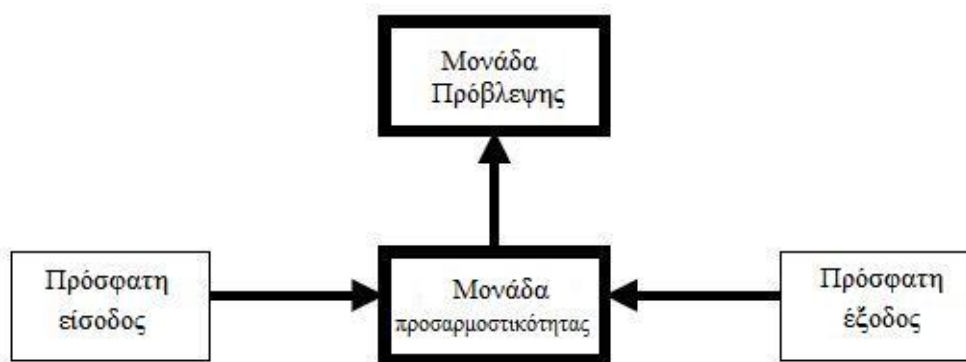 Μονάδα
Πρόβλεψης
Πρόσφατη
είσοδος
Μονάδα
προσαρμοστικότητας
Πρόσφατη
έξοδος